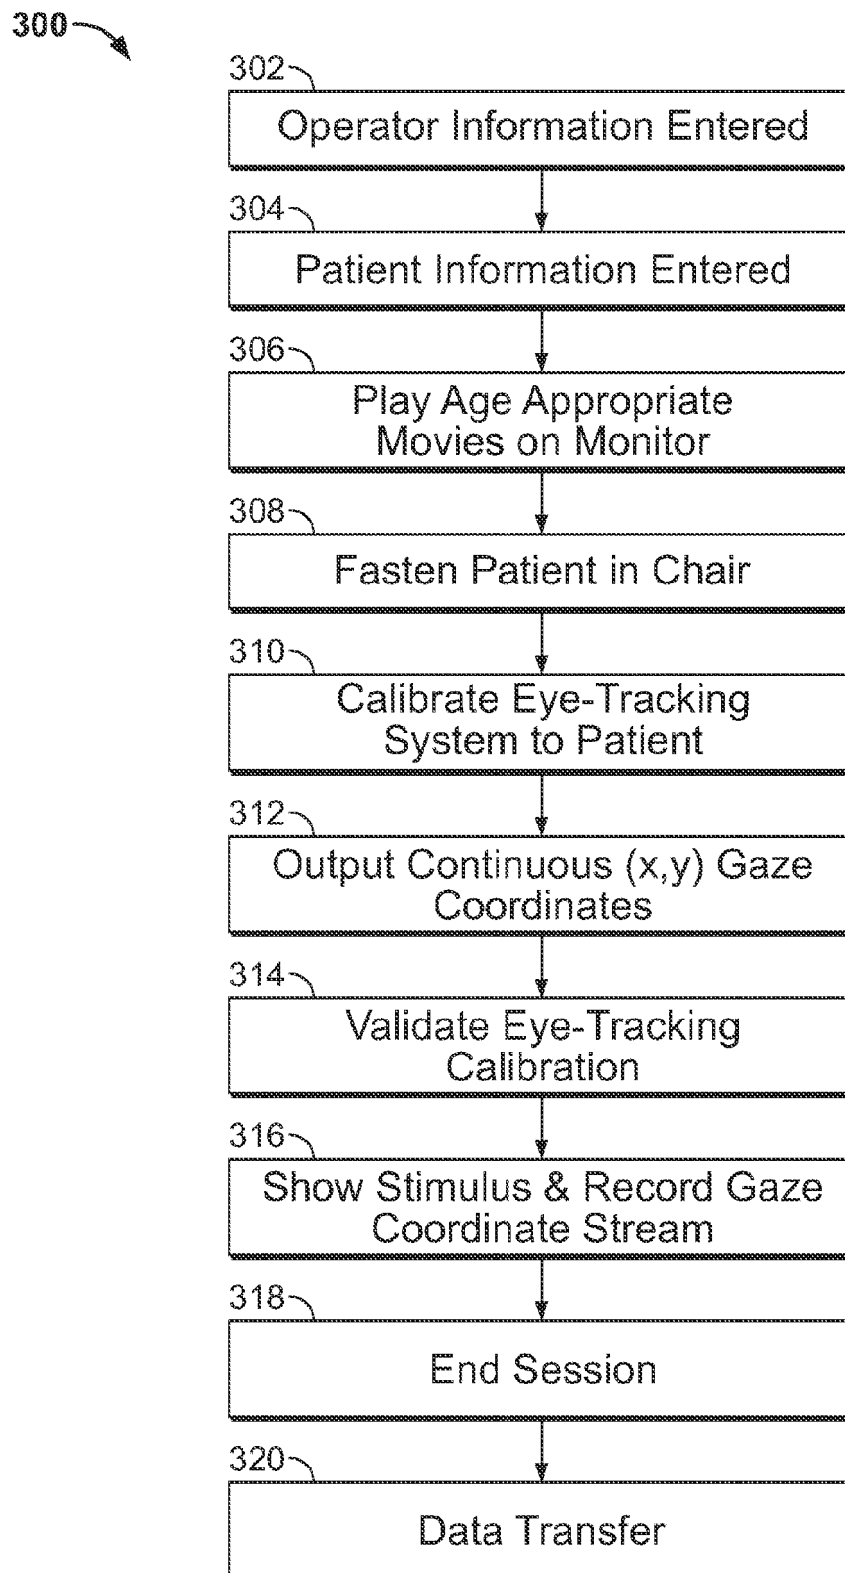 300
302
Operator Information Entered
304
Patient Information Entered
306
Play Age Appropriate
Movies on Monitor
308
Fasten Patient in Chair
310
Calibrate Eye-Tracking
System to Patient
312
Output Continuous (x,y) Gaze
Coordinates
314
Validate Eye-Tracking
Calibration
316
Show Stimulus & Record Gaze
Coordinate Stream
318
End Session
320
Data Transfer